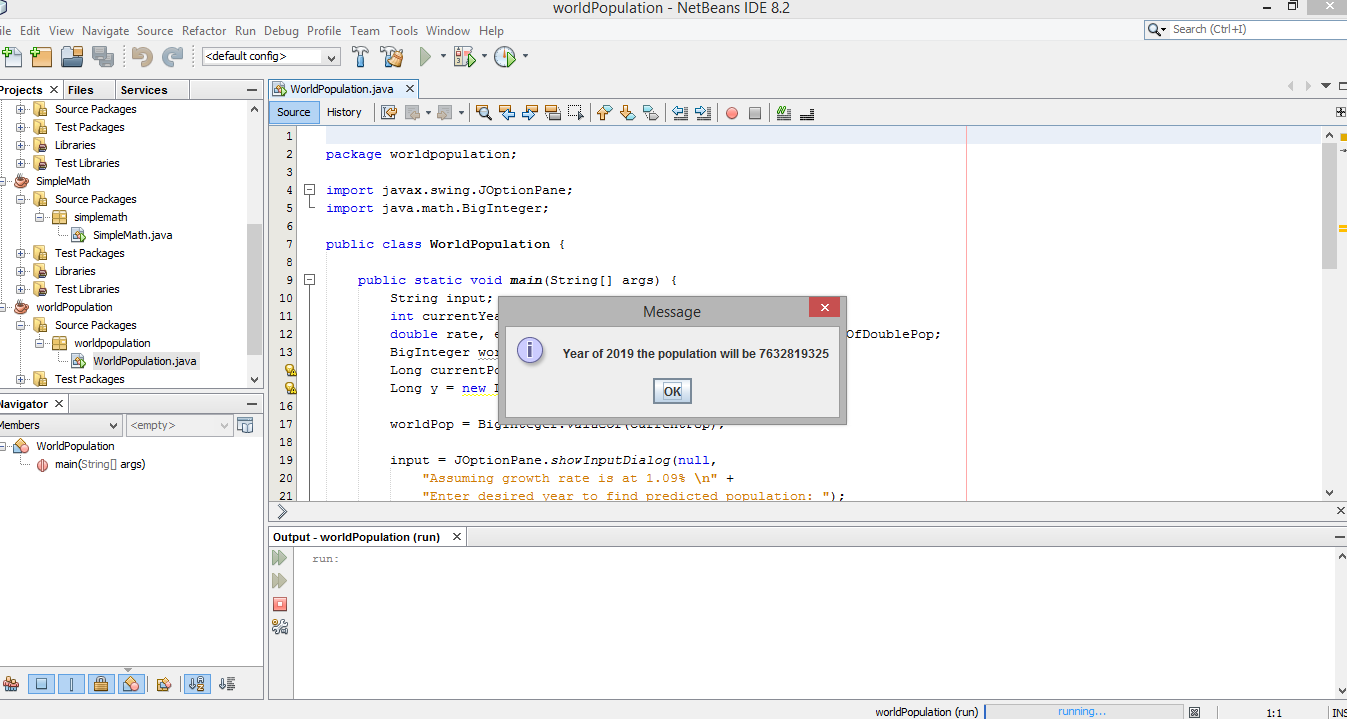 worldPopulation - NetBeans IDE 8.2
ile Edit View Navigate Source Refactor Run Debug Profile Team Tools Window Help
Search (Ctrl+I)
<default config>
Projects Files Services
Source Packages
Test Packages
Libraries
Test Libraries
SimpleMath
Source Packages
simplemath
SimpleMath.java
Test Packages
Libraries
Test Libraries
worldPopulation
Source Packages
worldpopulation
WorldPopulation.java
Test Packages
Navigator
Members <empty>
WorldPopulation
main(String[] args)
WorldPopulation.java
Source History
1
2 package worldpopulation;
3
4 import javax.swing.JOptionPane;
5 import java.math.BigInteger;
6
7 public class WorldPopulation {
8
9 public static void main(String[] args) {
10 String input;
11 int currentYea
12 double rate, e OfDoublePop;
13 BigInteger wor
Long currentPo
Long y = new
16
17 worldPop = BigInteger.valueOf(currentPop);
18
19 input = JOptionPane.showInputDialog(null,
20 "Assuming growth rate is at 1.09% \n" +
21 "Enter desired year to find predicted population: ");
Message
Year of 2019 the population will be 7632819325
OK
Output - worldPopulation (run)
run:
worldPopulation (run) running... 1:1 INS